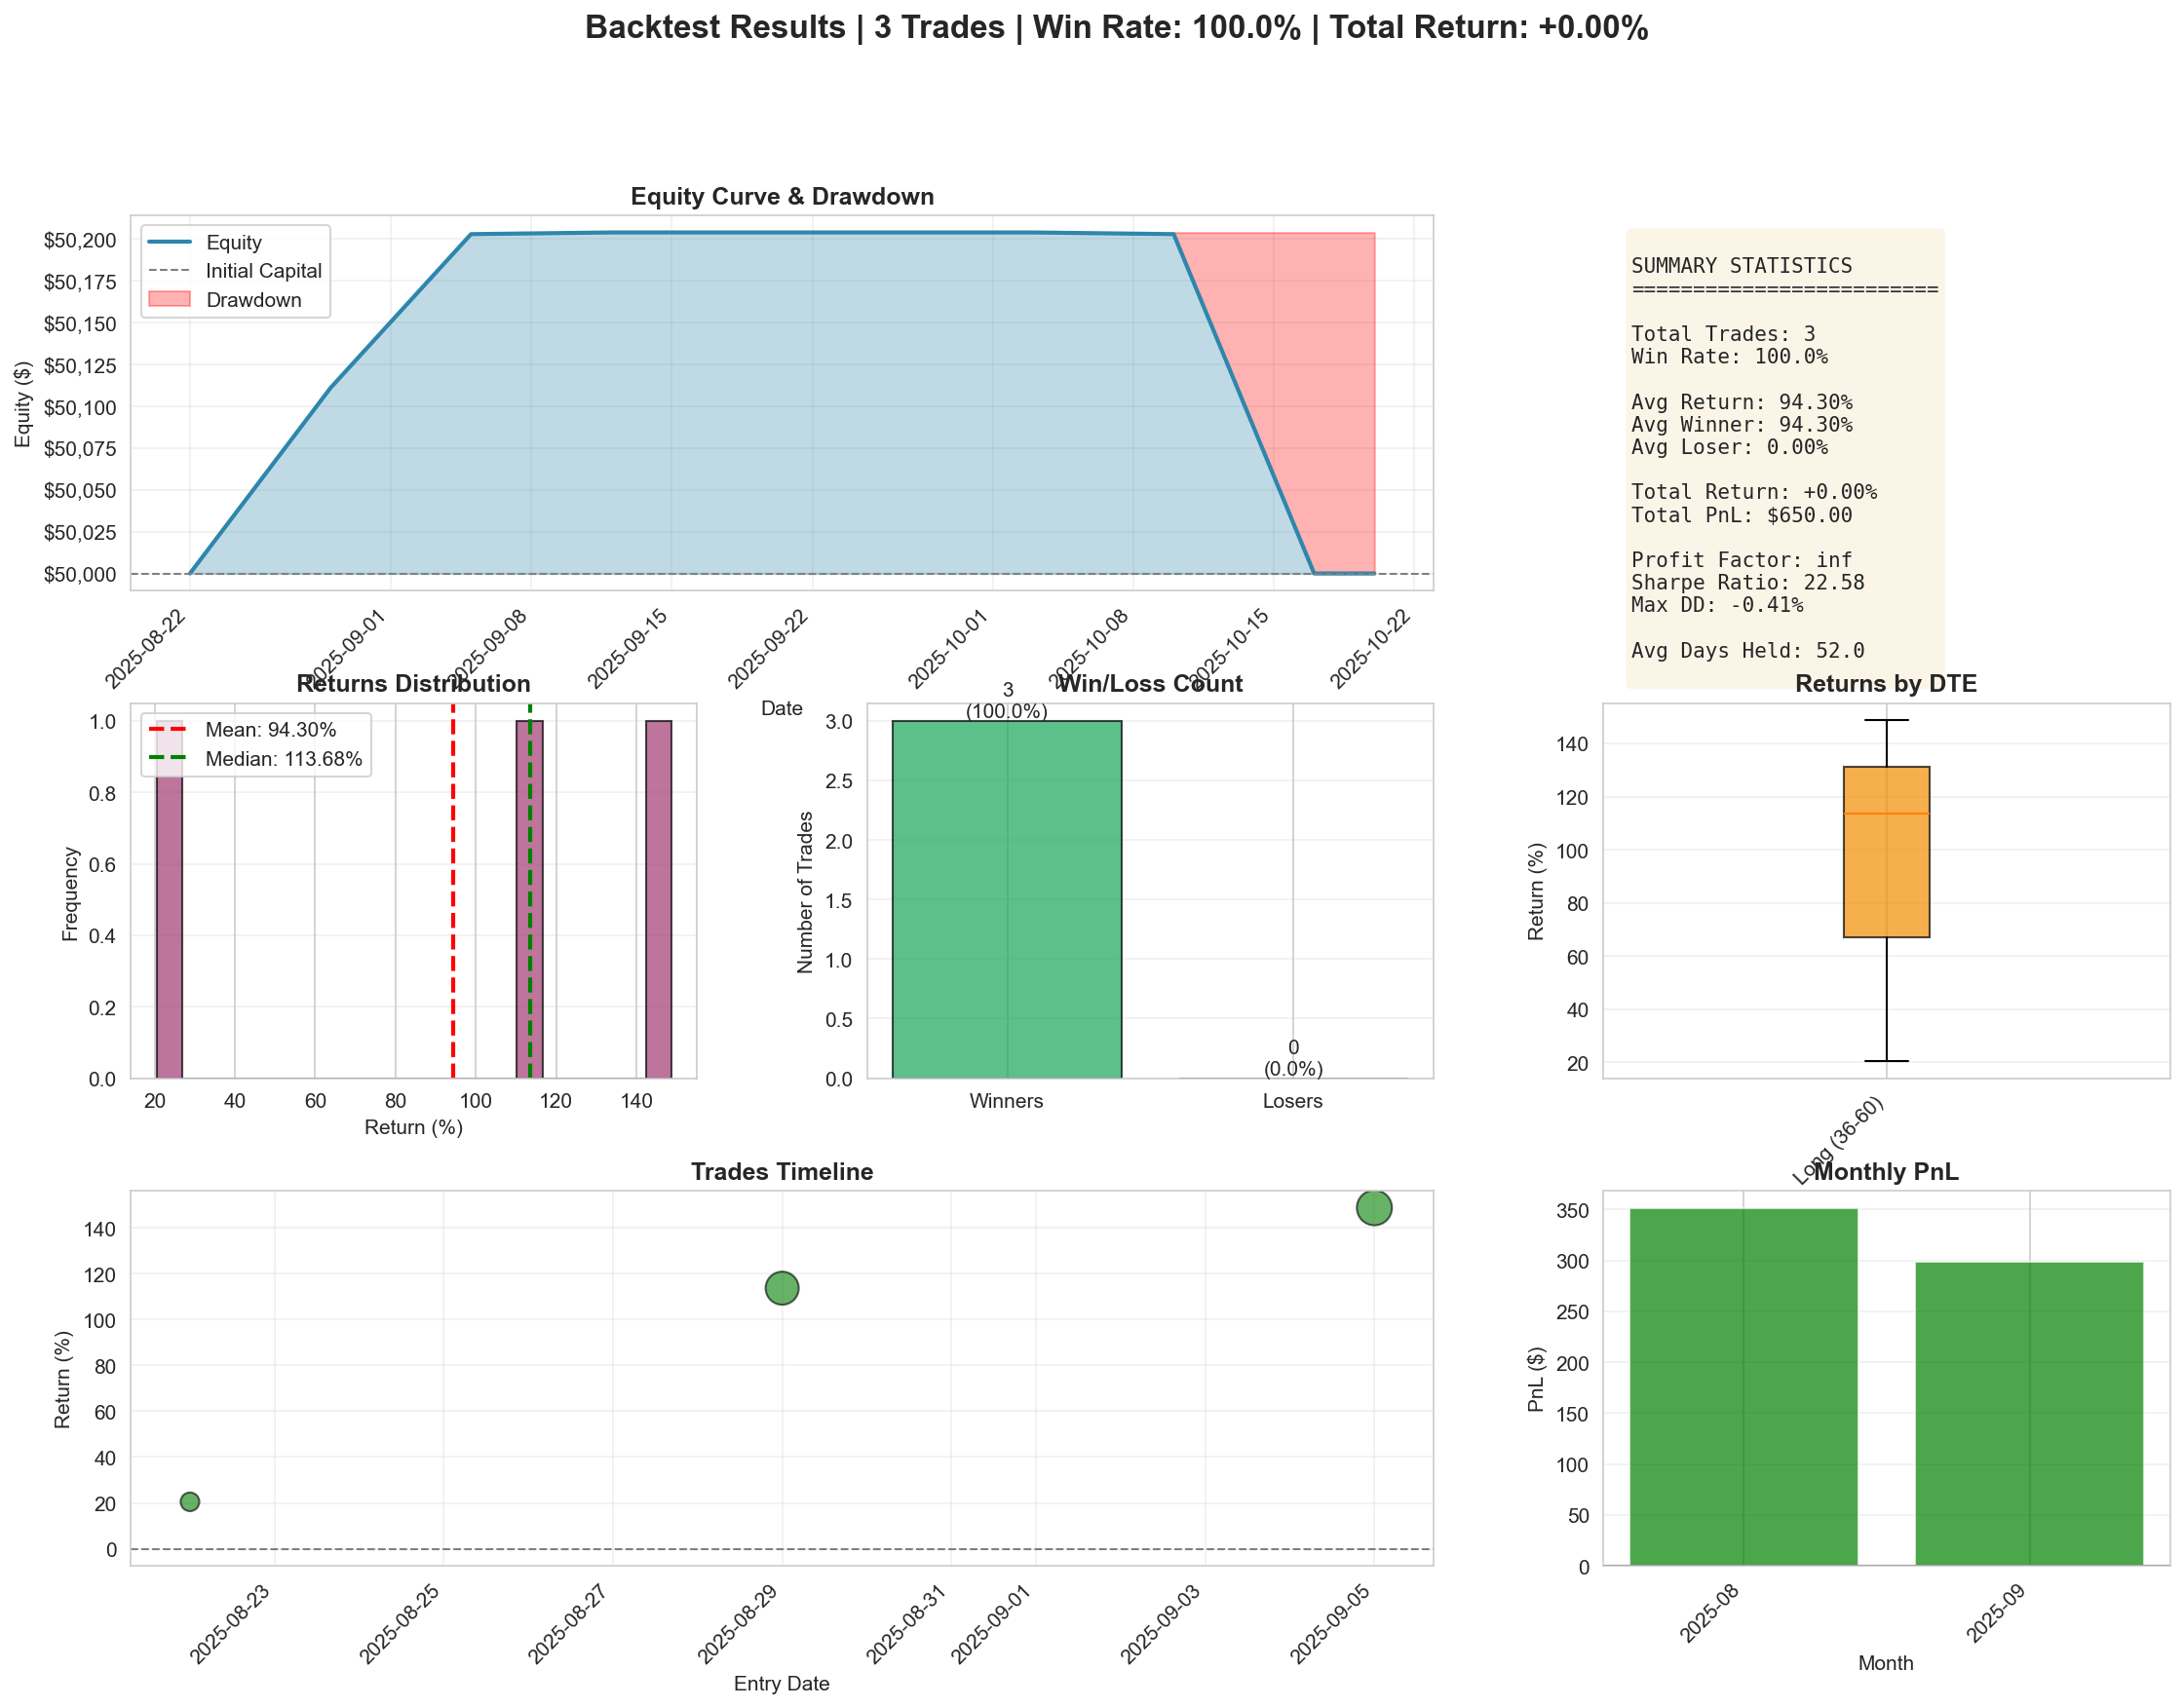 Backtest Results | 3 Trades | Win Rate: 100.0% | Total Return: +0.00%
Equity Curve & Drawdown
Equity
Initial Capital
Drawdown
Equity ($)
$50,200
$50,175
$50,150
$50,125
$50,100
$50,075
$50,050
$50,025
$50,000
2025-08-22
2025-09-01
2025-09-08
2025-09-15
2025-09-22
2025-10-01
2025-10-08
2025-10-15
2025-10-22
Date
SUMMARY STATISTICS
=========================
Total Trades: 3
Win Rate: 100.0%
Avg Return: 94.30%
Avg Winner: 94.30%
Avg Loser: 0.00%
Total Return: +0.00%
Total PnL: $650.00
Profit Factor: inf
Sharpe Ratio: 22.58
Max DD: -0.41%
Avg Days Held: 52.0
Returns Distribution
Mean: 94.30%
Median: 113.68%
Frequency
1.0
0.8
0.6
0.4
0.2
0.0
20
40
60
80
100
120
140
Return (%)
Win/Loss Count
3
(100.0%)
0
(0.0%)
Number of Trades
3.0
2.5
2.0
1.5
1.0
0.5
0.0
Winners
Losers
Returns by DTE
Return (%)
140
120
100
80
60
40
20
Long (36-60)
Trades Timeline
Return (%)
140
120
100
80
60
40
20
0
2025-08-23
2025-08-25
2025-08-27
2025-08-29
2025-08-31
2025-09-01
2025-09-03
2025-09-05
Entry Date
Monthly PnL
PnL ($)
350
300
250
200
150
100
50
0
2025-08
2025-09
Month